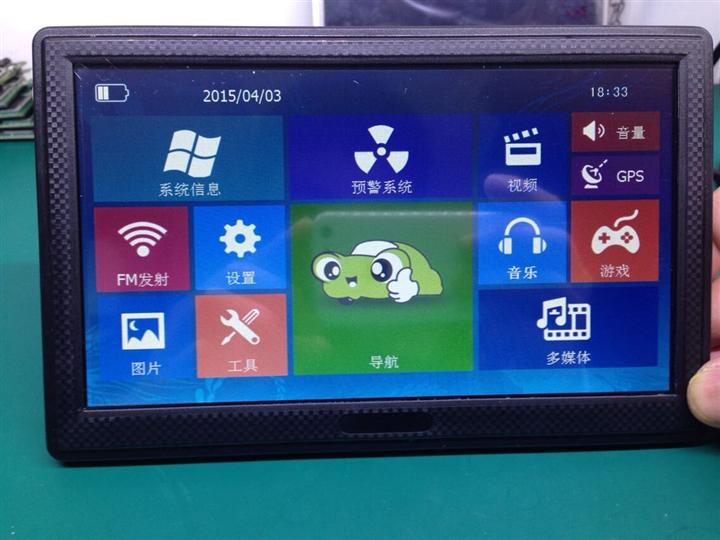 2015/04/03
18:33
系统信息
预警系统
视频
音量
GPS
FM发射
设置
导航
音乐
游戏
图片
工具
多媒体